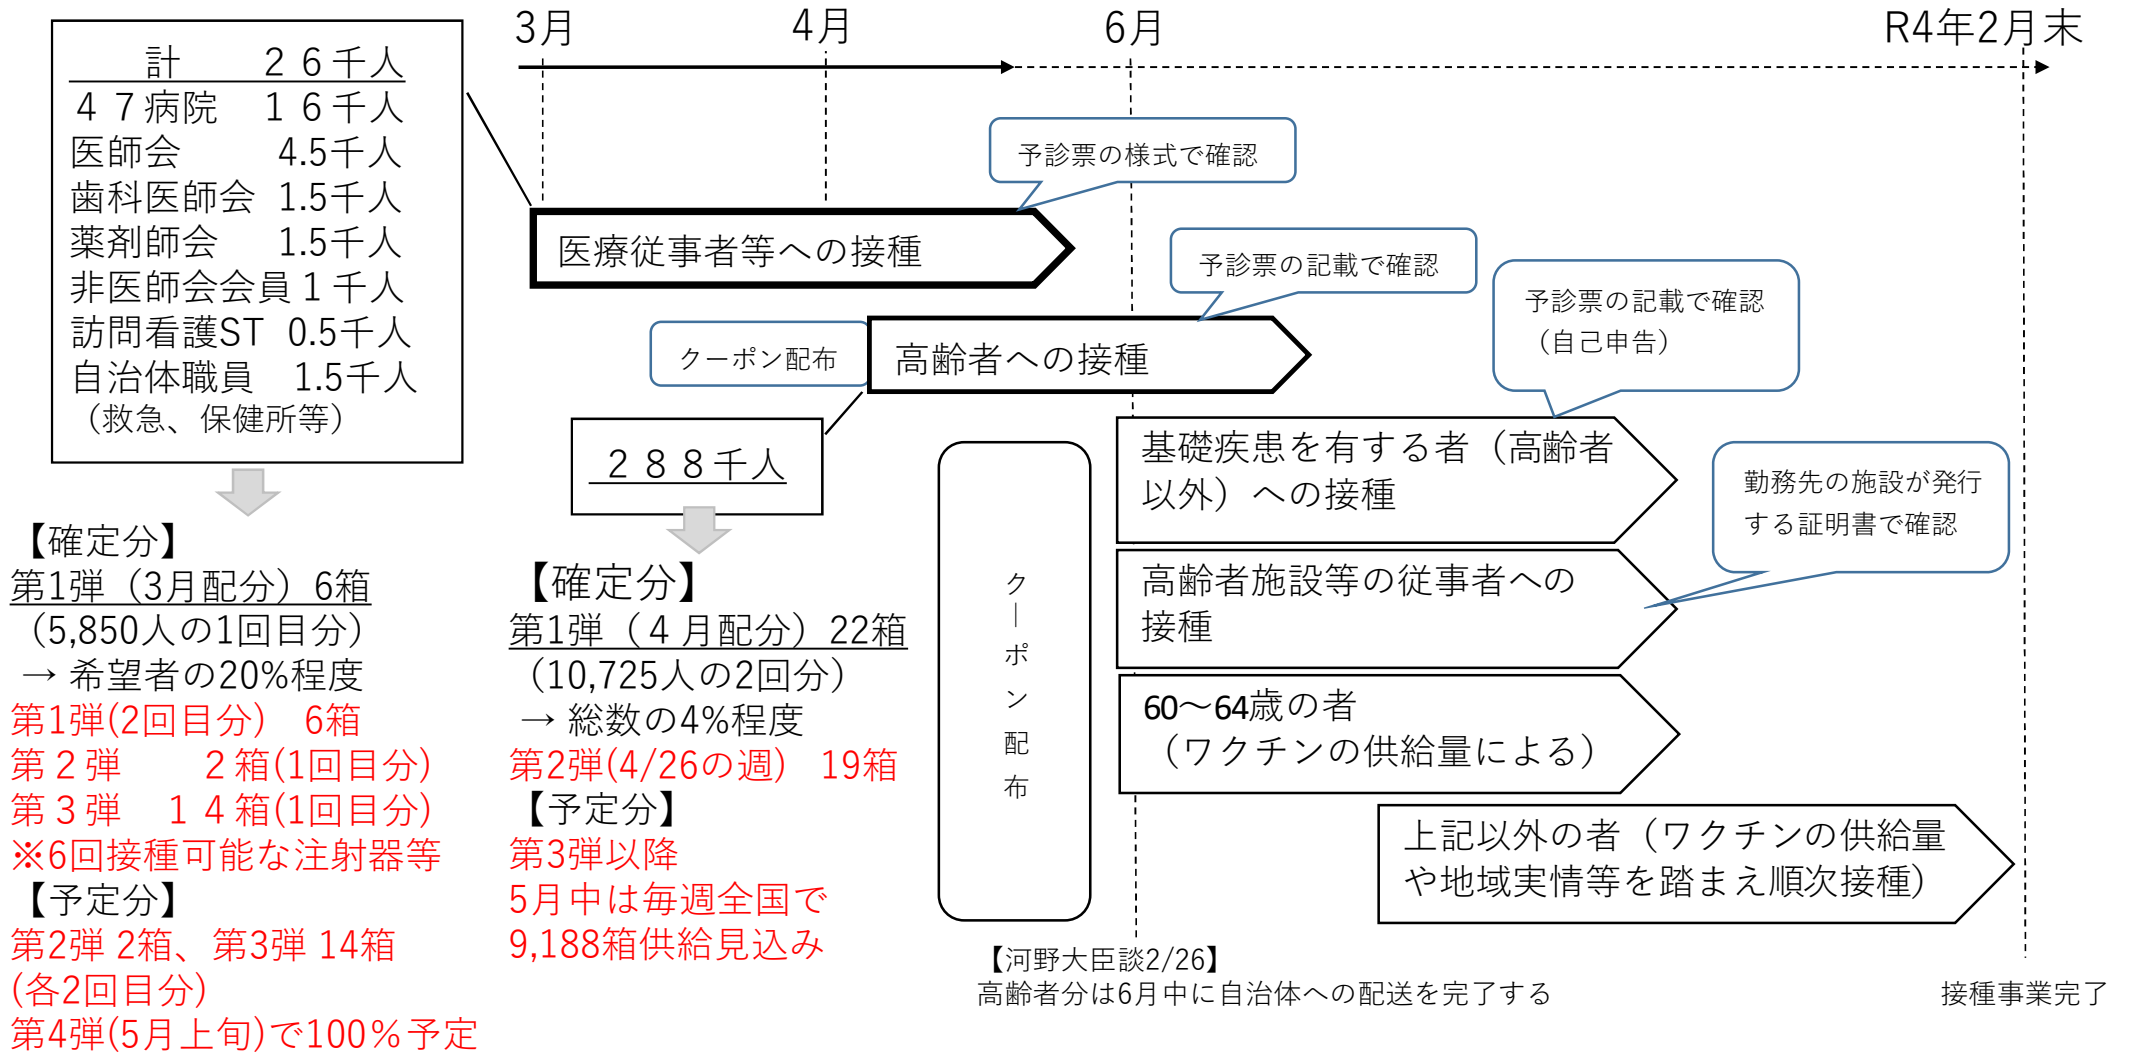 3月
4月
6月
R4年2月末
計 ２６千人
４７病院 １６千人
医師会 4.5千人
歯科医師会 1.5千人
薬剤師会 1.5千人
非医師会会員１千人
訪問看護ST 0.5千人
自治体職員 1.5千人
（救急、保健所等）
予診票の様式で確認
医療従事者等への接種
予診票の記載で確認
クーポン配布
高齢者への接種
予診票の記載で確認
（自己申告）
２８８千人
基礎疾患を有する者（高齢者
以外）への接種
勤務先の施設が発行
する証明書で確認
高齢者施設等の従事者への
接種
60～64歳の者
（ワクチンの供給量による）
上記以外の者（ワクチンの供給量
や地域実情等を踏まえ順次接種）
クーポン配布
【確定分】
第1弾（3月配分）6箱
（5,850人の1回目分）
→ 希望者の20%程度
第1弾(2回目分) 6箱
第２弾 ２箱(1回目分)
第３弾 １４箱(1回目分)
※6回接種可能な注射器等
【予定分】
第2弾 2箱、第3弾 14箱
(各2回目分)
第4弾(5月上旬)で100％予定
【確定分】
第1弾（４月配分）22箱
（10,725人の2回分）
→ 総数の4%程度
第2弾(4/26の週) 19箱
【予定分】
第3弾以降
5月中は毎週全国で
9,188箱供給見込み
【河野大臣談2/26】
高齢者分は6月中に自治体への配送を完了する
接種事業完了